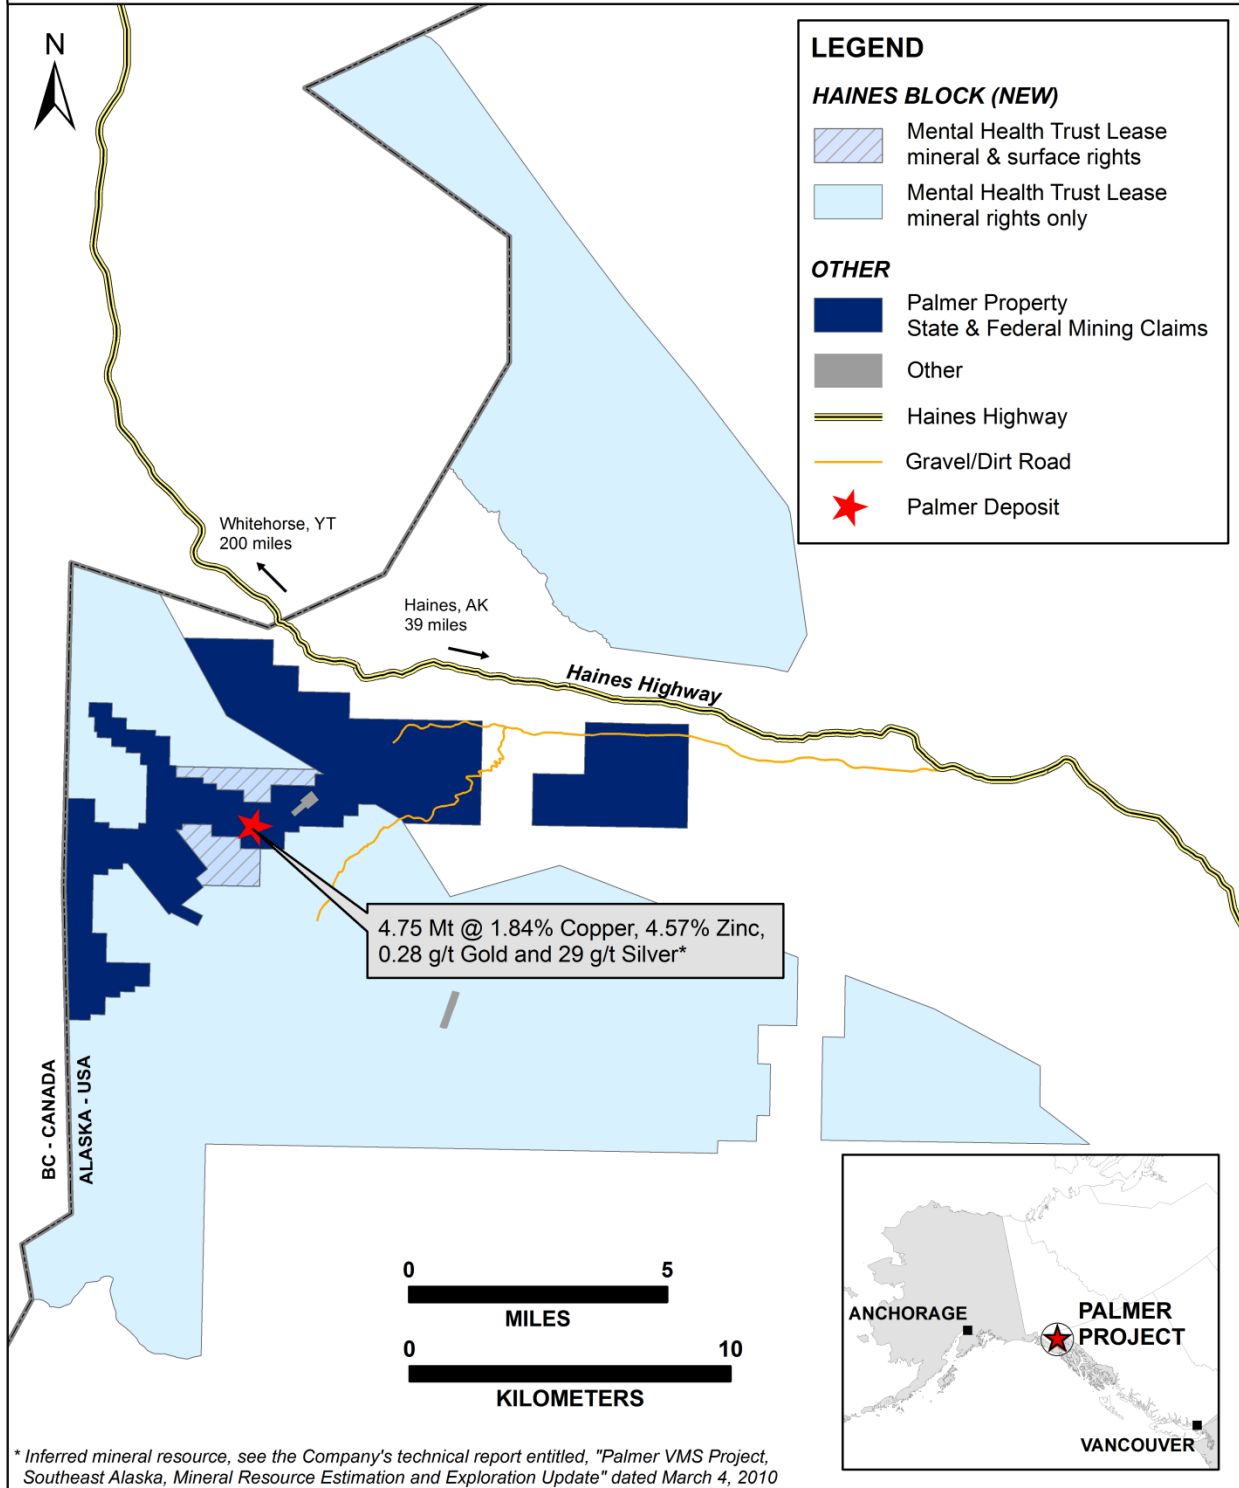 N
LEGEND
HAINES BLOCK (NEW)
Mental Health Trust Lease
mineral & surface rights
Mental Health Trust Lease
mineral rights only
OTHER
Palmer Property
State & Federal Mining Claims
Other
Haines Highway
Gravel/Dirt Road
Palmer Deposit
Whitehorse, YT
200 miles
Haines, AK
39 miles
Haines Highway
4.75 Mt @ 1.84% Copper, 4.57% Zinc,
0.28 g/t Gold and 29 g/t Silver*
BC - CANADA
ALASKA - USA
0 5
MILES
0 10
KILOMETERS
ANCHORAGE
PALMER
PROJECT
VANCOUVER
* Inferred mineral resource, see the Company's technical report entitled, "Palmer VMS Project,
Southeast Alaska, Mineral Resource Estimation and Exploration Update" dated March 4, 2010